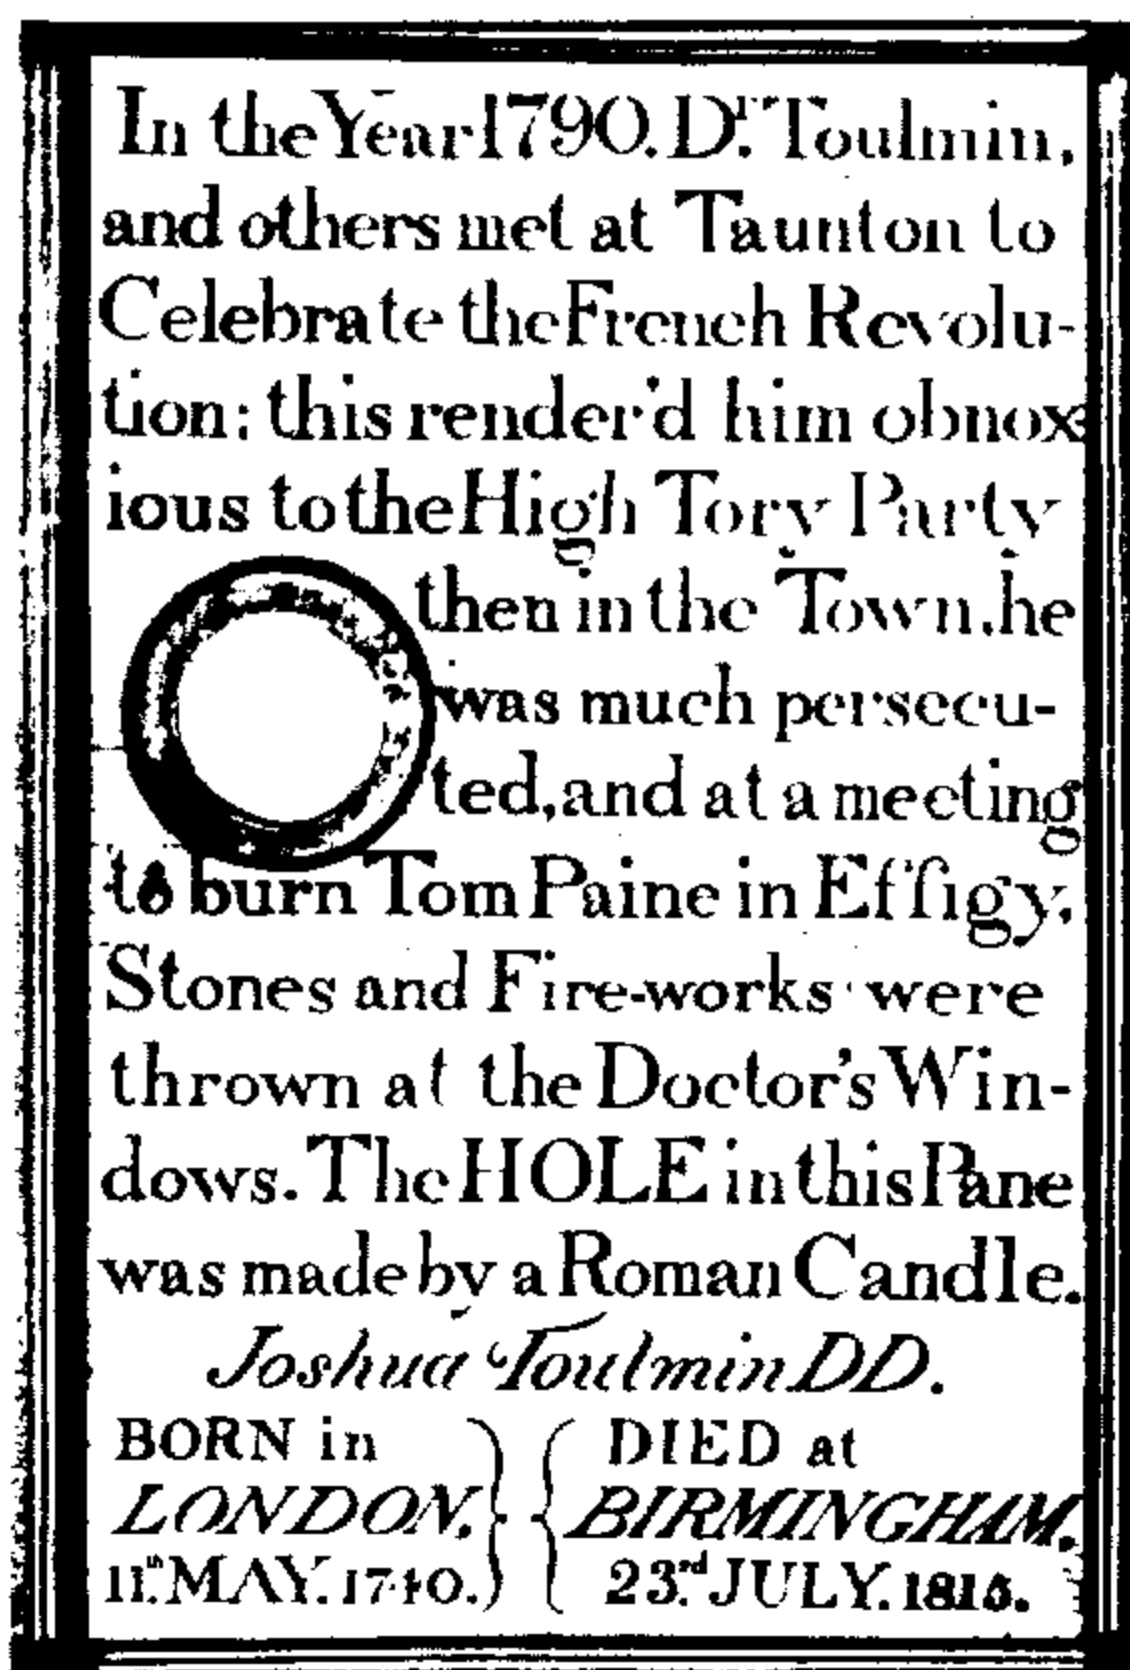 In the Year 1790. Dr. Toulmin,
and others met at Taunton to
Celebrate the French Revolu-
tion: this render'd him obnox-
ious to the High Tory Party
then in the Town, he
was much persecu-
ted, and at a meeting
to burn Tom Paine in Effigy.
Stones and Fire-works were
thrown at the Doctor's Win-
dows. The HOLE in this Pane
was made by a Roman Candle.
Joshua Toulmin DD.
BORN in
LONDON.
11th. MAY. 1740.
DIED at
BIRMINGHAM.
23rd. JULY. 1815.